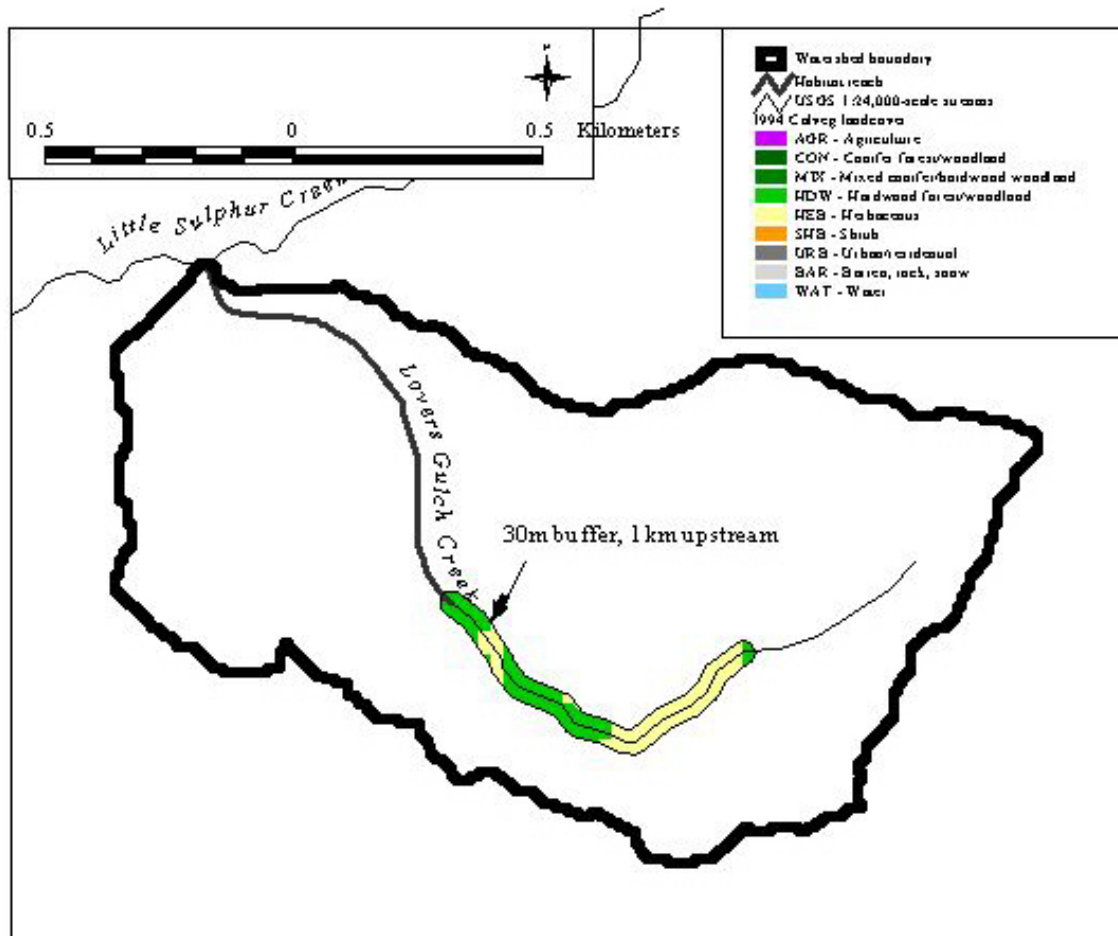 0.5 0 0.5 Kilometers
Watershed boundary
Habitat reach
USGS 1:24,000-scale streams
1994 Calveg landcover
AGR - Agriculture
CON - Conifer forest/woodland
MIX - Mixed conifer/hardwood woodland
HDW - Hardwood forest/woodland
HEB - Herbaceous
SHB - Shrub
URB - Urban/residential
BAR - Barren, rock, snow
WAT - Water
Little Sulphur Creek
Lovers Gulch Creek
30m buffer, 1 km upstream